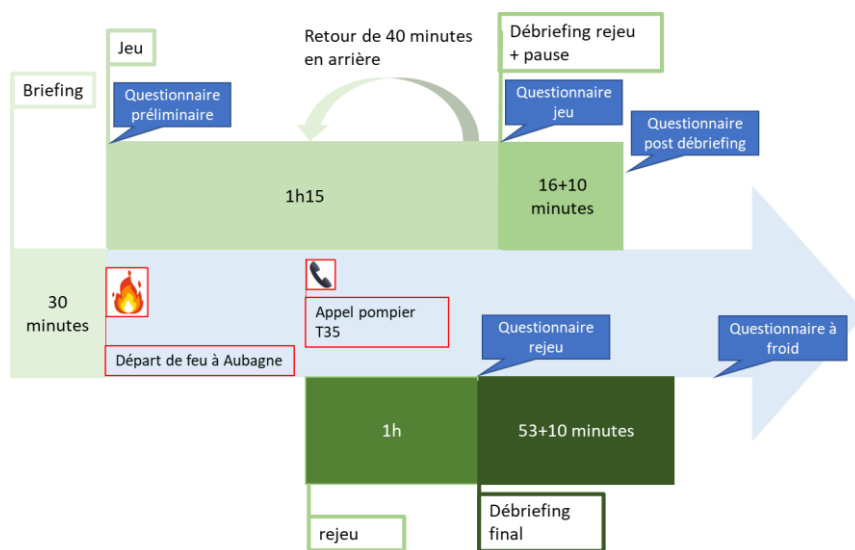 Jeu
Retour de 40 minutes
en arrière
Débriefing rejeu
+ pause
Briefing
Questionnaire
préliminaire
Questionnaire
jeu
Questionnaire
post débriefing
1h15
16+10
minutes
30
minutes
Appel pompier
T35
Départ de feu à Aubagne
Questionnaire
rejeu
Questionnaire à
froid
1h
53+10 minutes
rejeu
Débriefing
final